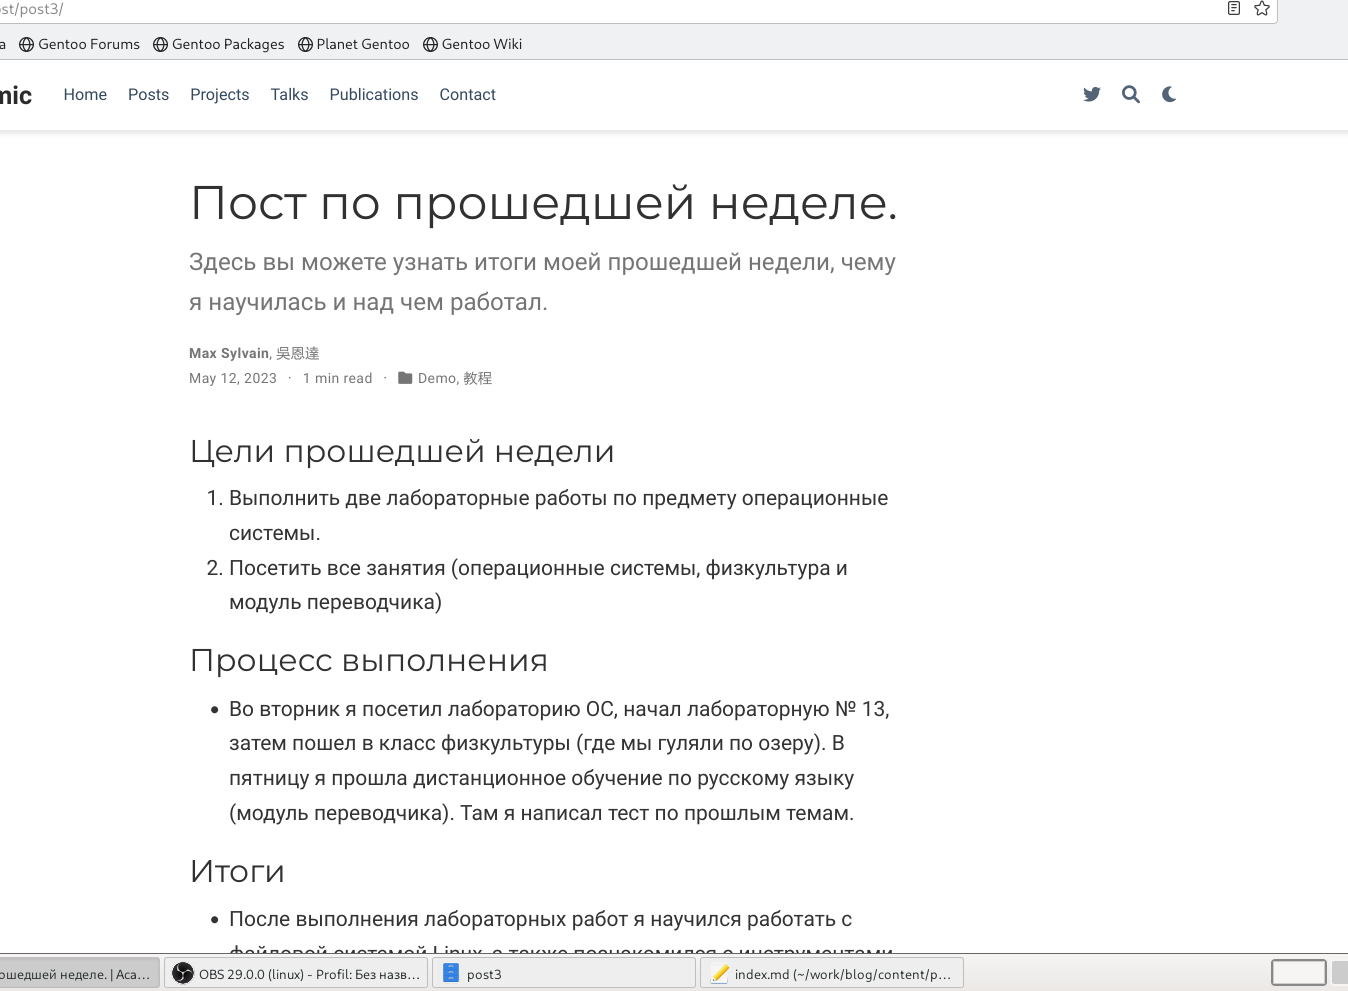 st/post3/
a Gentoo Forums Gentoo Packages Planet Gentoo Gentoo Wiki
mic Home Posts Projects Talks Publications Contact
Пост по прошедшей неделе.
Здесь вы можете узнать итоги моей прошедшей недели, чему
я научилась и над чем работал.
Max Sylvain, 吳恩達
May 12, 2023 · 1 min read · Demo, 教程
Цели прошедшей недели
1. Выполнить две лабораторные работы по предмету операционные
системы.
2. Посетить все занятия (операционные системы, физкультура и
модуль переводчика)
Процесс выполнения
• Во вторник я посетил лабораторию ОС, начал лабораторную № 13,
затем пошел в класс физкультуры (где мы гуляли по озеру). В
пятницу я прошла дистанционное обучение по русскому языку
(модуль переводчика). Там я написал тест по прошлым темам.
Итоги
• После выполнения лабораторных работ я научился работать с
файловой системой Linux, а также познакомился с инструментами
ошедшей неделе. | Aca... OBS 29.0.0 (linux) - Profil: Без назв... post3 index.md (~/work/blog/content/p...